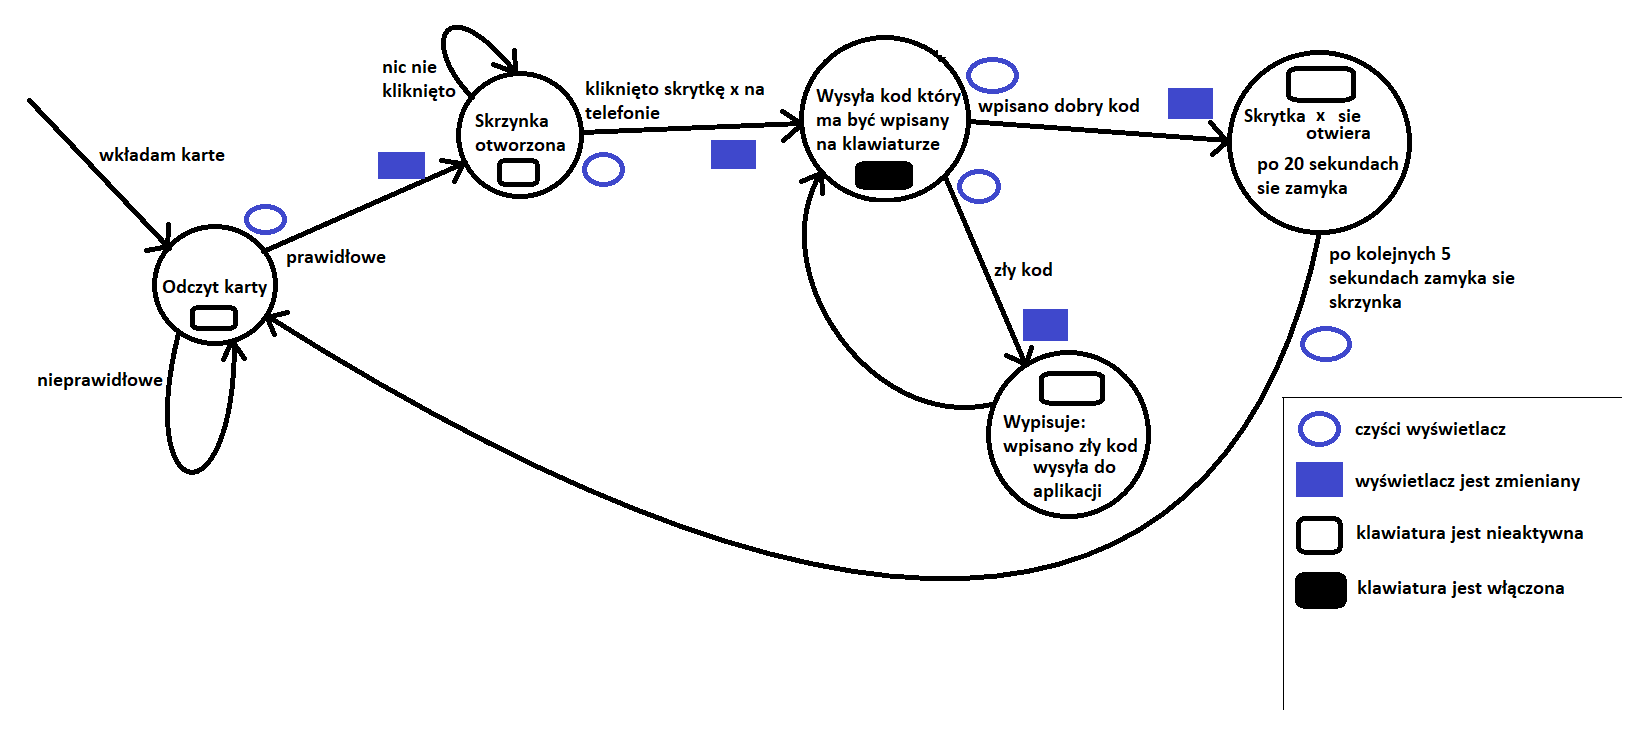 wkładam karte
Odczyt karty
nieprawidłowe
prawidłowe
nic nie
kliknięto
Skrzynka
otworzona
kliknięto skrytkę x na
telefonie
Wysyła kod który
ma być wpisany
na klawiaturze
wpisano dobry kod
Skrytka x sie
otwiera
po 20 sekundach
sie zamyka
zły kod
Wypisuje:
wpisano zły kod
wysyła do
aplikacji
po kolejnych 5
sekundach zamyka sie
skrzynka
czyści wyświetlacz
wyświetlacz jest zmieniany
klawiatura jest nieaktywna
klawiatura jest włączona